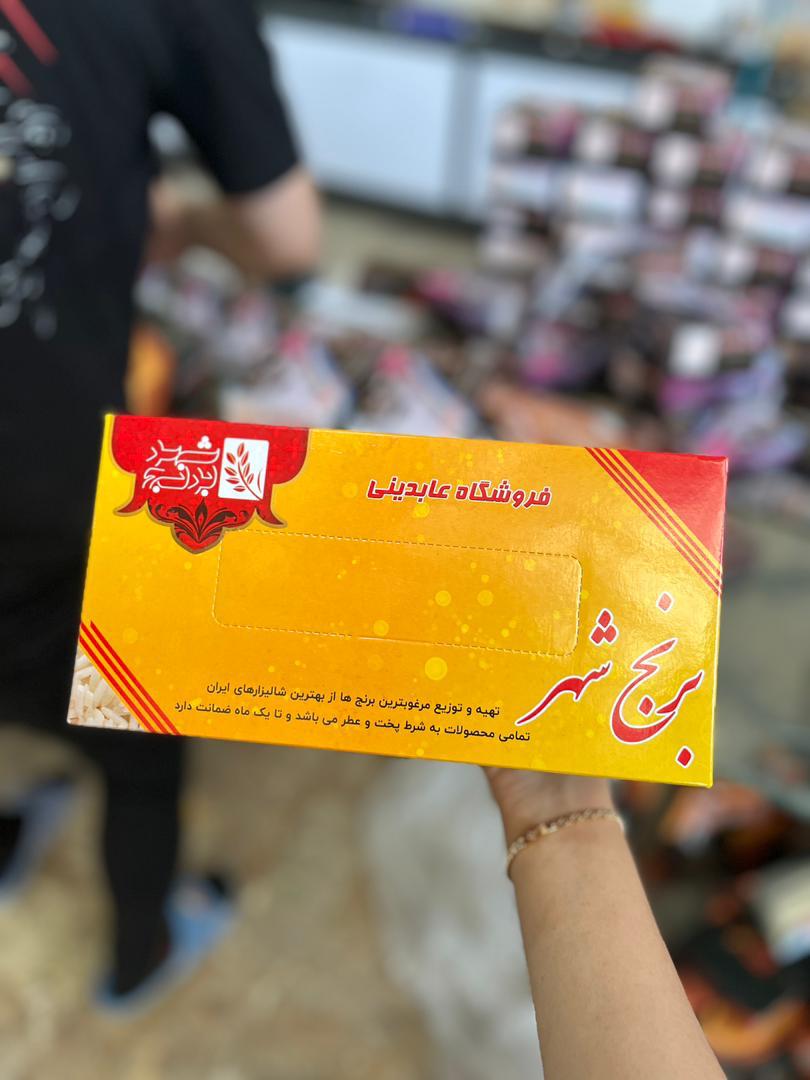 شهر برنج
فروشگاه عابدینی
برنج شهر
تهیه و توزیع مرغوبترین برنج ها از بهترین شالیزارهای ایران
تمامی محصولات به شرط پخت و عطر می باشد و تا یک ماه ضمانت دارد